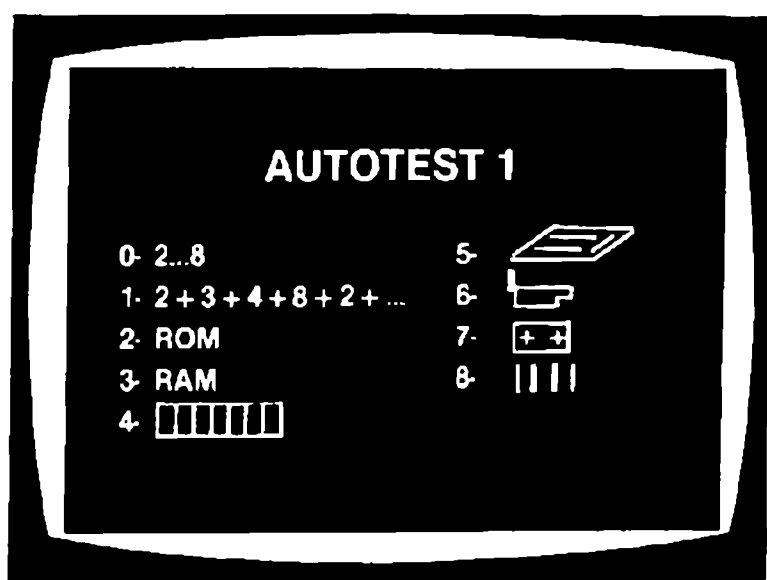 AUTOTEST 1
0- 2...8
1- 2 + 3 + 4 + 8 + 2 + ...
2- ROM
3- RAM
4-
5-
6-
7- + +
8-